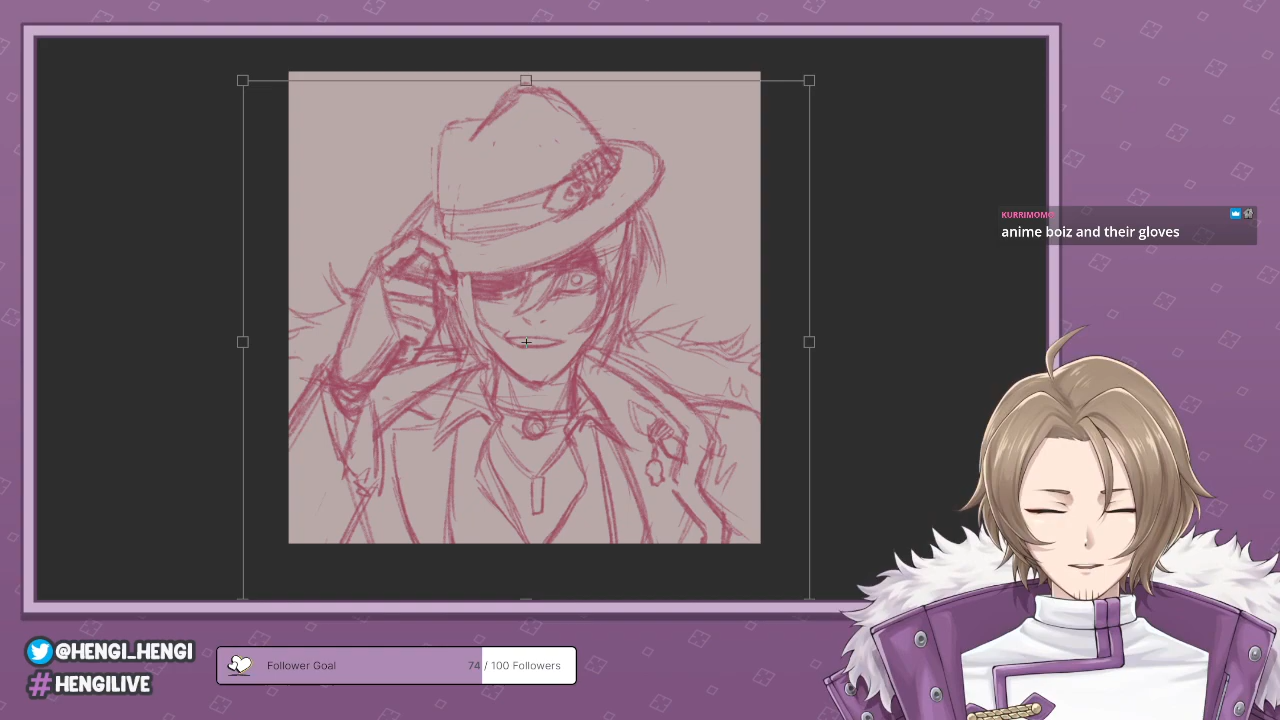 KURRIMOMO
anime boiz and their gloves
@HENGI_HENGI
Follower Goal
74 / 100 Followers
# HENGILIVE